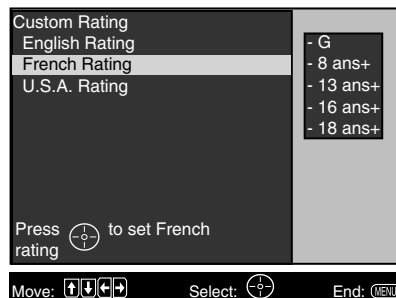 Custom Rating
English Rating
French Rating
U.S.A. Rating
- G
- 8 ans+
- 13 ans+
- 16 ans+
- 18 ans+
Press to set French
rating
Move: Select: End: MENU